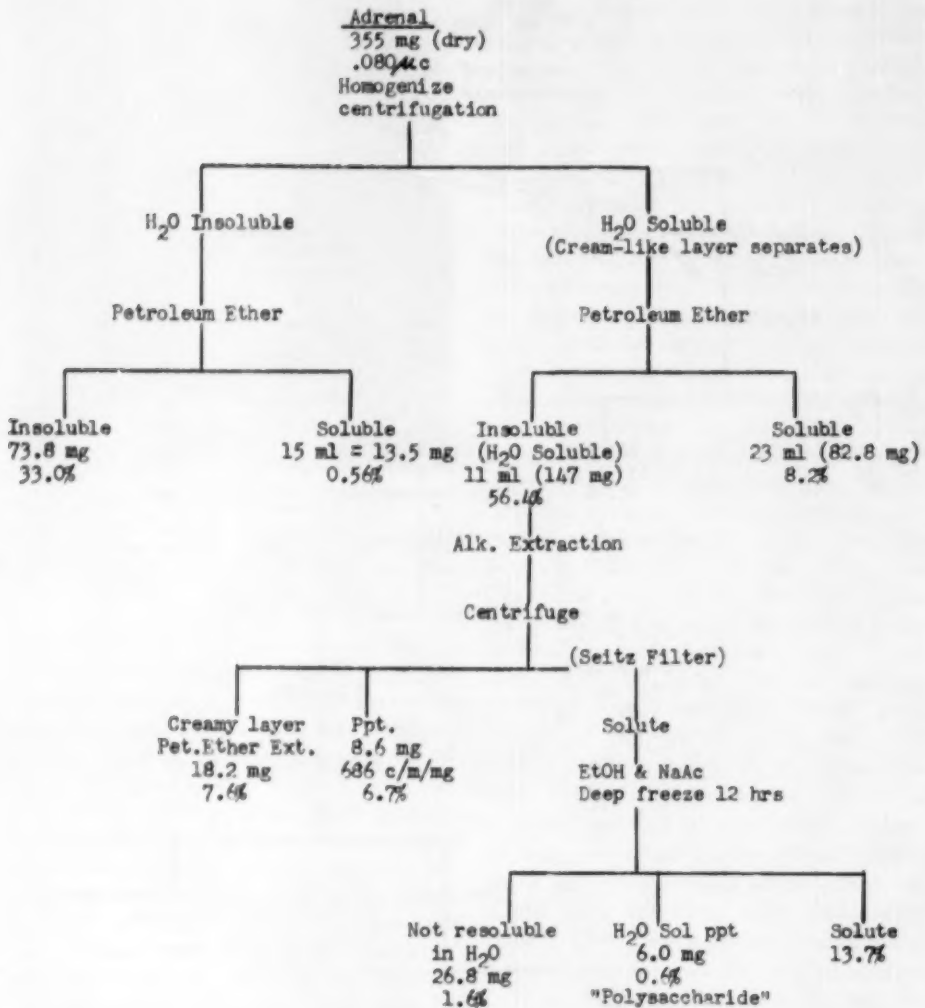 Adrenal
355 mg (dry)
.080μc
Homogenize
centrifugation
H₂O Insoluble
H₂O Soluble
(Cream-like layer separates)
Petroleum Ether
Petroleum Ether
Insoluble
73.8 mg
33.0%
Soluble
15 ml = 13.5 mg
0.56%
Insoluble
(H₂O Soluble)
11 ml (147 mg)
56.4%
Soluble
23 ml (82.8 mg)
8.2%
Alk. Extraction
Centrifuge
(Seitz Filter)
Creamy layer
Pet.Ether Ext.
18.2 mg
7.6%
Ppt.
8.6 mg
686 c/m/mg
6.7%
Solute
EtOH & NaAc
Deep freeze 12 hrs
Not resoluble
in H₂O
26.8 mg
1.6%
H₂O Sol ppt
6.0 mg
0.6%
"Polysaccharide"
Solute
13.7%